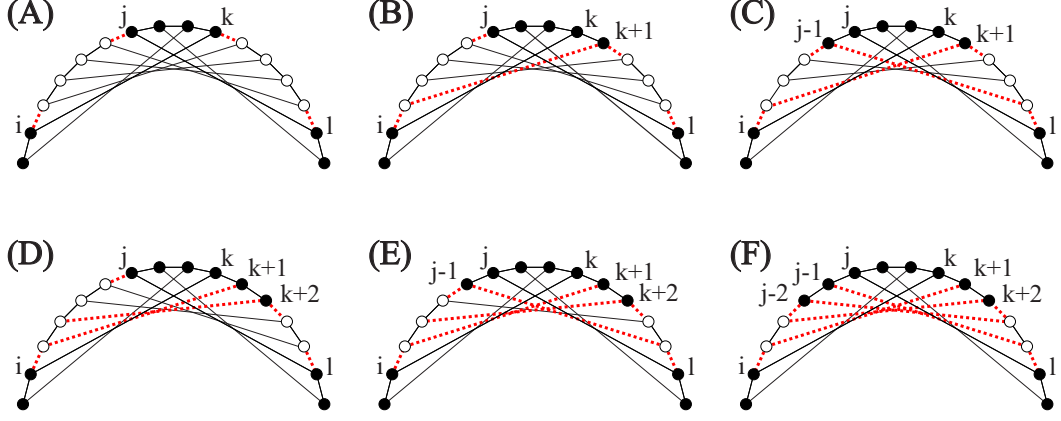 (A) j k i l
(B) j k k+1 i l
(C) j-1 j k k+1 i l
(D) j k k+1 k+2 i l
(E) j-1 j k k+1 k+2 i l
(F) j-2 j-1 j k k+1 k+2 i l